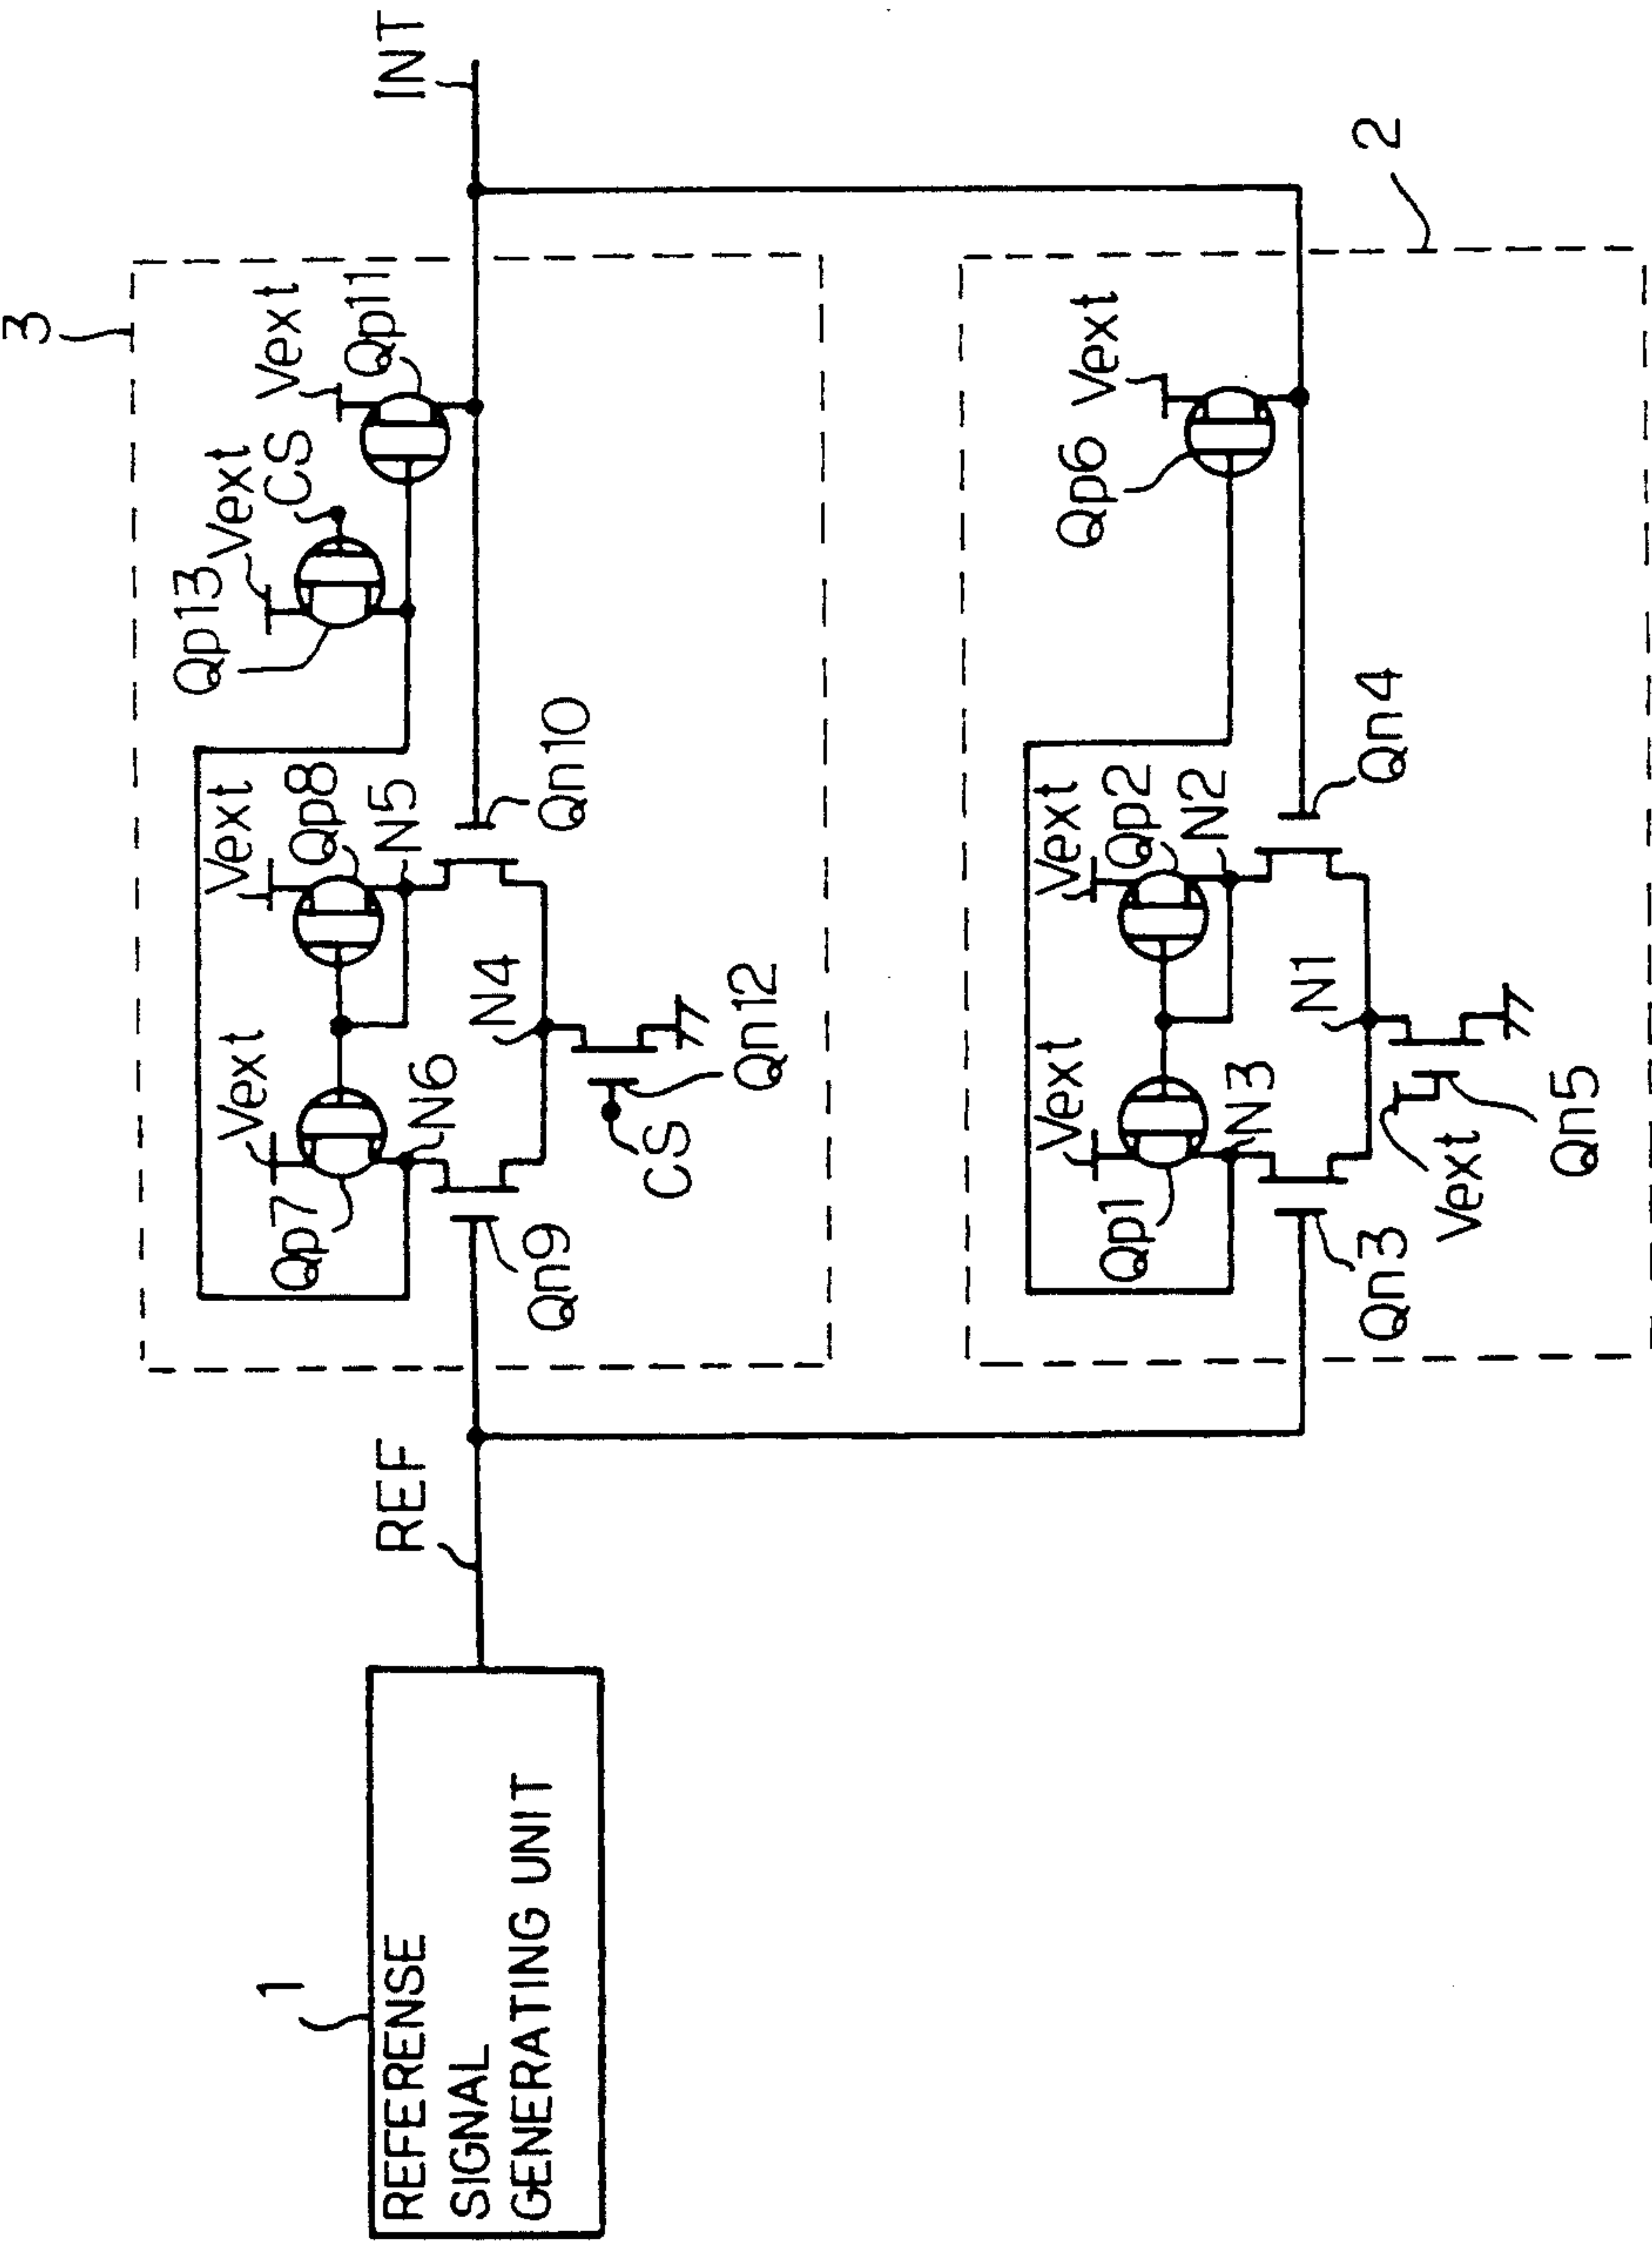 1
REFERENSE
SIGNAL
GENERATING UNIT
REF
INT
3
Vext
Qp7
N6
Vext
Qp8
N5
Qp13
Vext
CS
Vext
Qp11
Qn9
Qn10
N4
CS
Qn12
2
Vext
Qp1
N3
Vext
Qp2
N2
Qp6
Vext
Qn3
Qn4
N1
Vext
Qn5